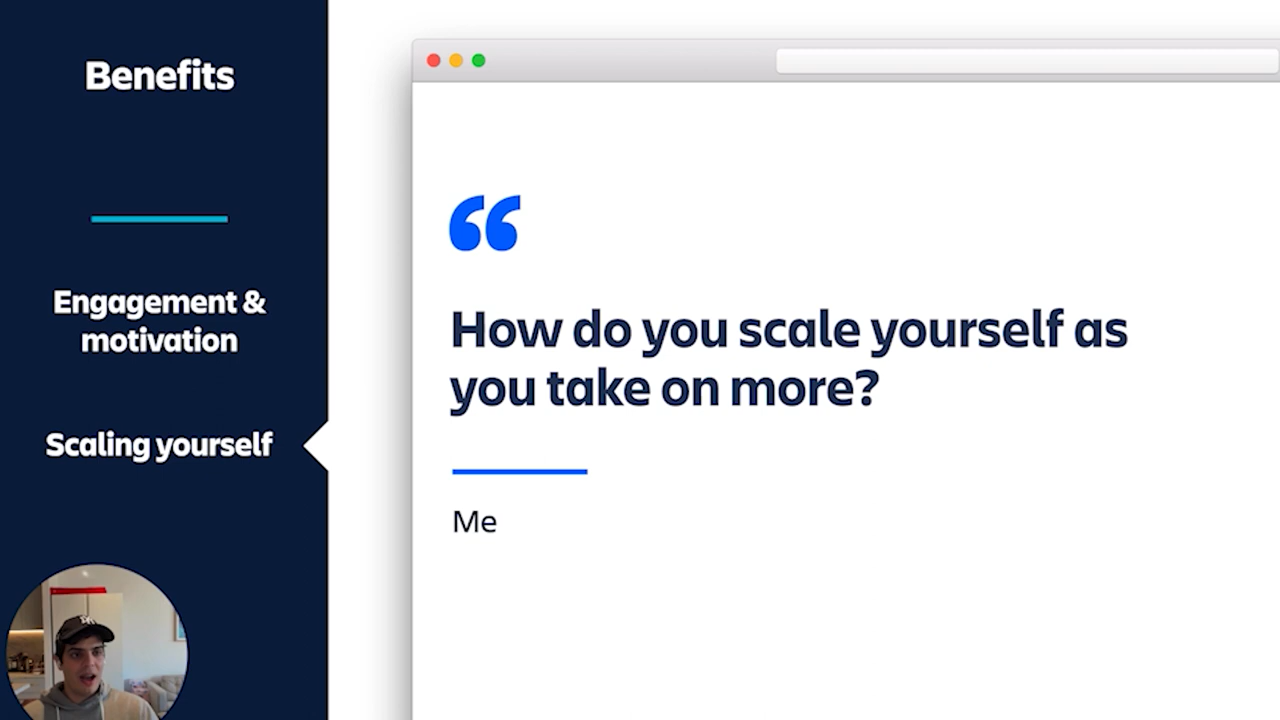 Benefits
Engagement &
motivation
Scaling yourself
“
How do you scale yourself as
you take on more?
Me